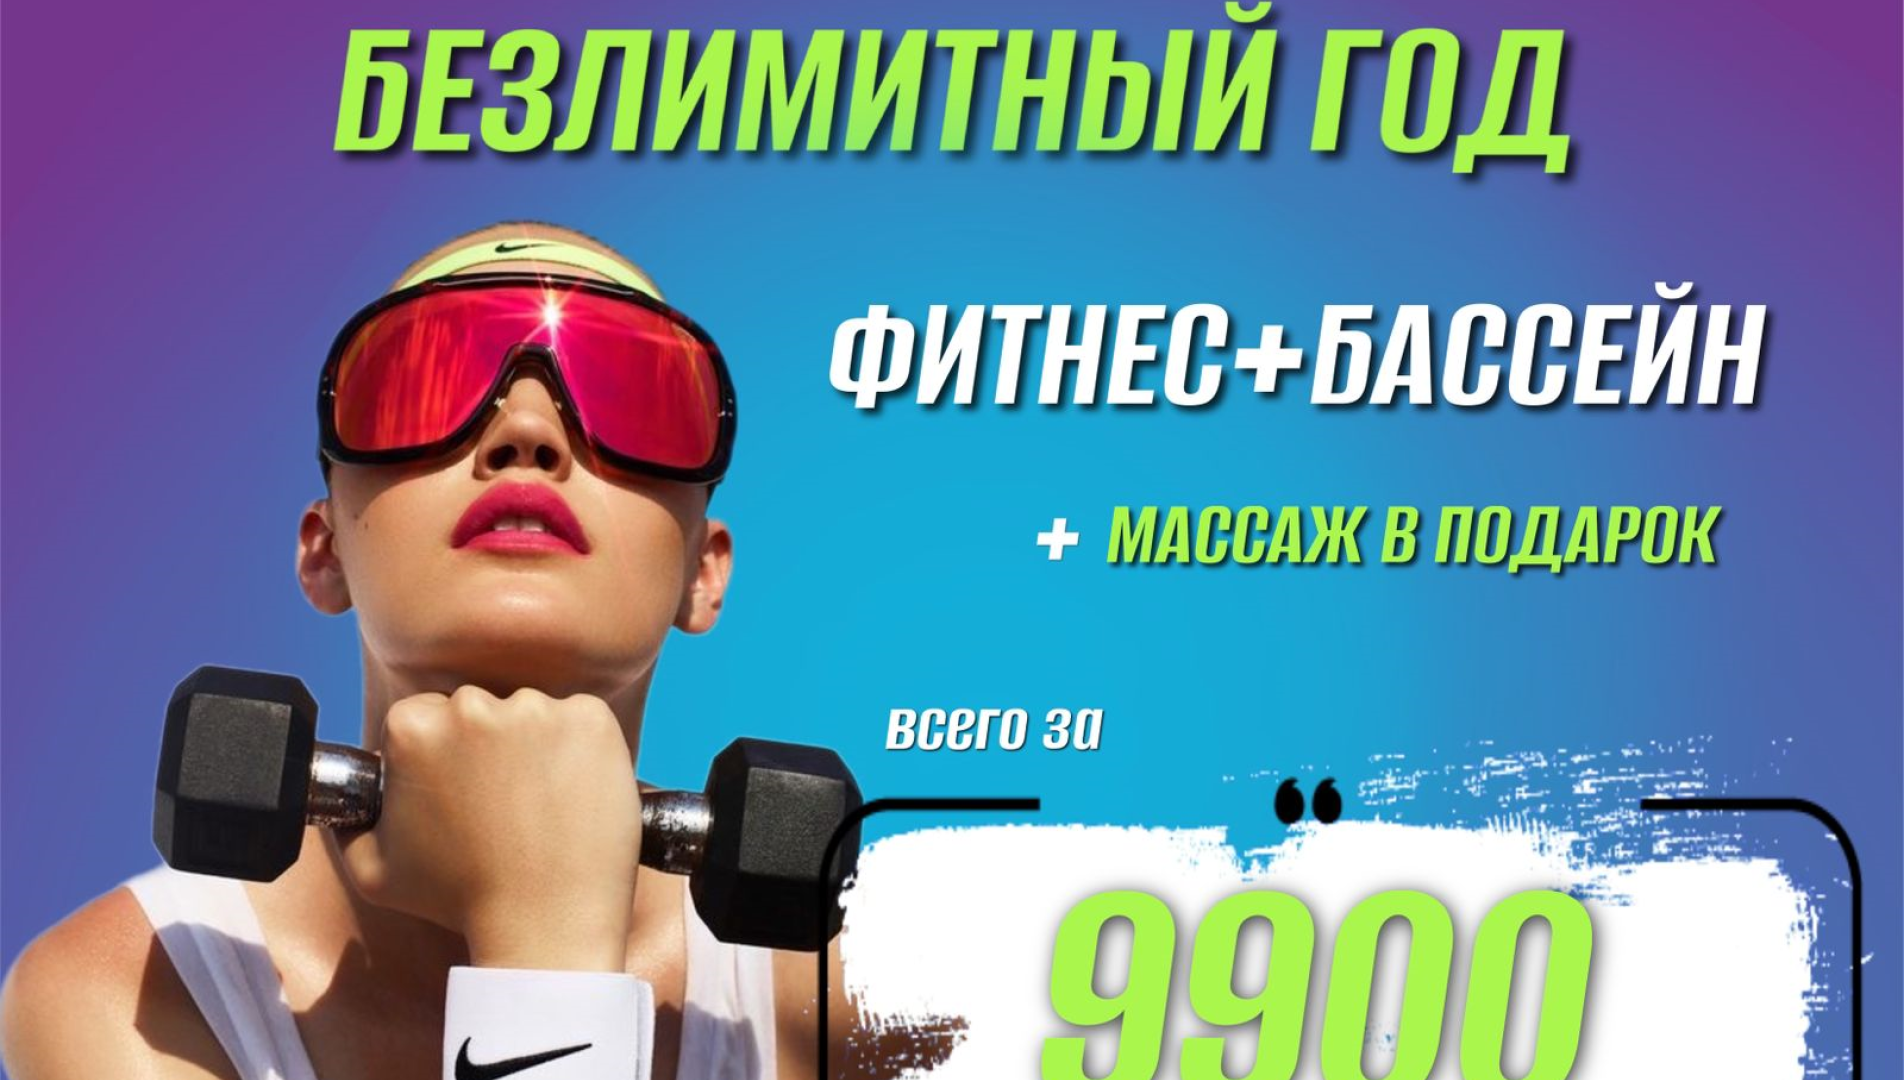 БЕЗЛИМИТНЫЙ ГОД
ФИТНЕС+БАССЕЙН
+ МАССАЖ В ПОДАРОК
всего за
“
9900